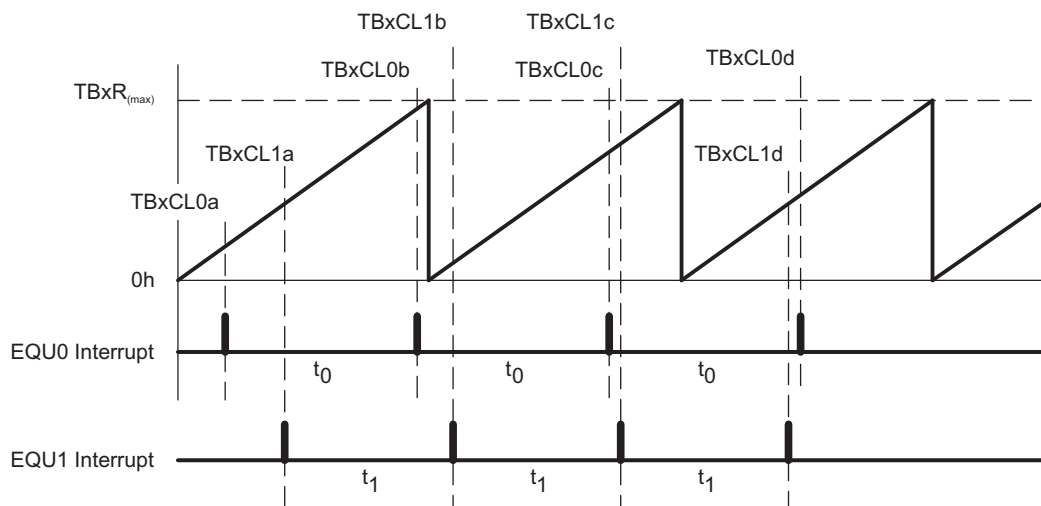 TBxCL1b
TBxCL1c
TBxCL0b
TBxCL0c
TBxCL0d
TBxR(max)
TBxCL1a
TBxCL1d
TBxCL0a
0h
EQU0 Interrupt
t0 t0 t0
EQU1 Interrupt
t1 t1 t1